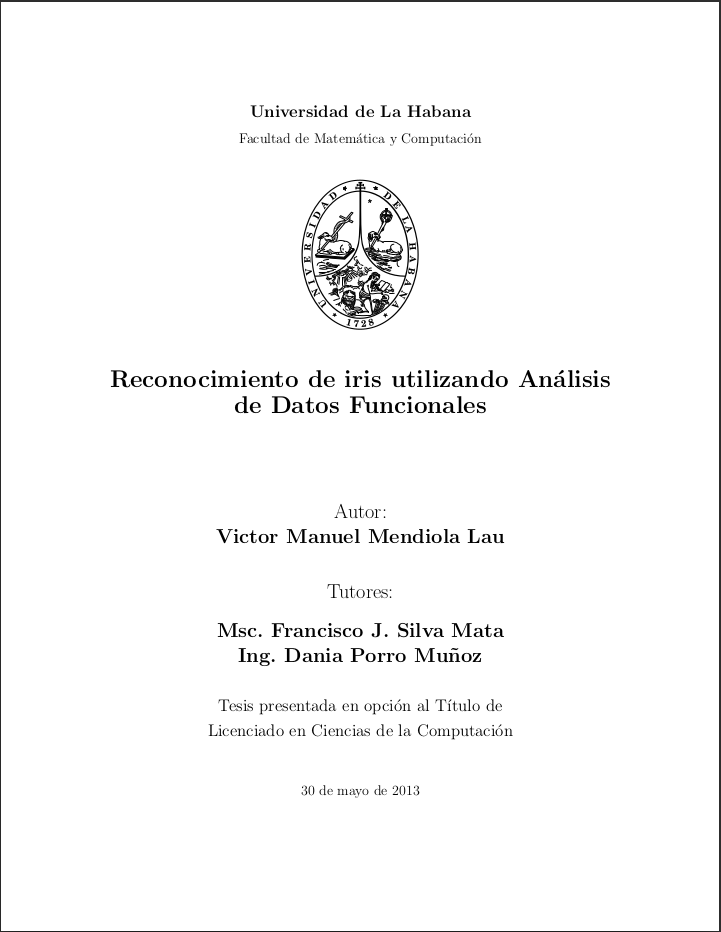 Universidad de La Habana
Facultad de Matemática y Computación
UNIVERSIDAD DE LA HABANA
1728
Reconocimiento de iris utilizando Análisis
de Datos Funcionales
Autor:
Victor Manuel Mendiola Lau
Tutores:
Msc. Francisco J. Silva Mata
Ing. Dania Porro Muñoz
Tesis presentada en opción al Título de
Licenciado en Ciencias de la Computación
30 de mayo de 2013